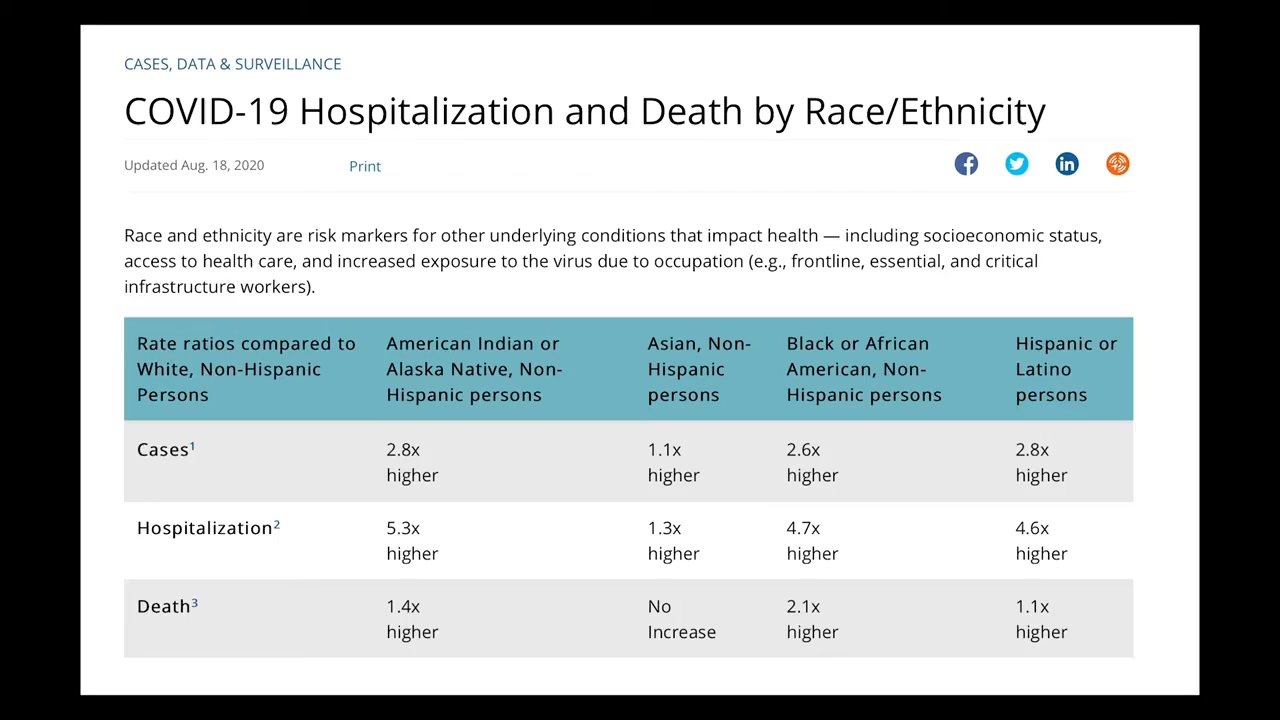 CASES, DATA & SURVEILLANCE
COVID-19 Hospitalization and Death by Race/Ethnicity
Updated Aug. 18, 2020 Print
Race and ethnicity are risk markers for other underlying conditions that impact health — including socioeconomic status,
access to health care, and increased exposure to the virus due to occupation (e.g., frontline, essential, and critical
infrastructure workers).
Rate ratios compared to
White, Non-Hispanic
Persons
American Indian or
Alaska Native, Non-
Hispanic persons
Asian, Non-
Hispanic
persons
Black or African
American, Non-
Hispanic persons
Hispanic or
Latino
persons
Cases1
2.8x
higher
1.1x
higher
2.6x
higher
2.8x
higher
Hospitalization2
5.3x
higher
1.3x
higher
4.7x
higher
4.6x
higher
Death3
1.4x
higher
No
Increase
2.1x
higher
1.1x
higher